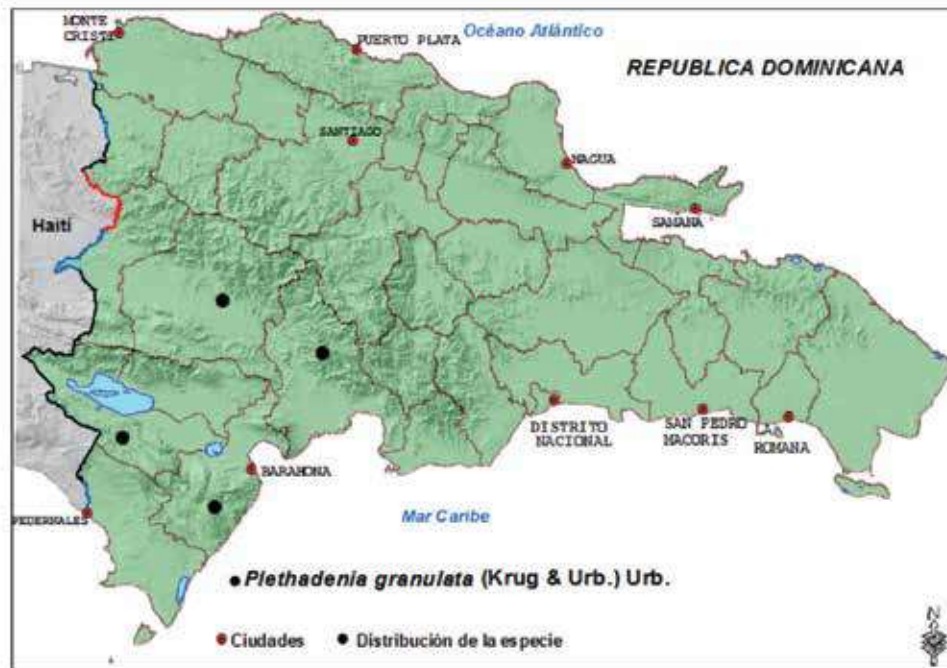 MONTE
CRISTI
PUERTO PLATA
Océano Atlántico
REPUBLICA DOMINICANA
SANTIAGO
NAGUA
SAMANA
Haití
DISTRITO
NACIONAL
SAN PEDRO
MACORIS
LA
ROMANA
BARAHONA
PEDERNALES
Mar Caribe
Plethadenia granulata (Krug & Urb.) Urb.
Ciudades
Distribución de la especie
N